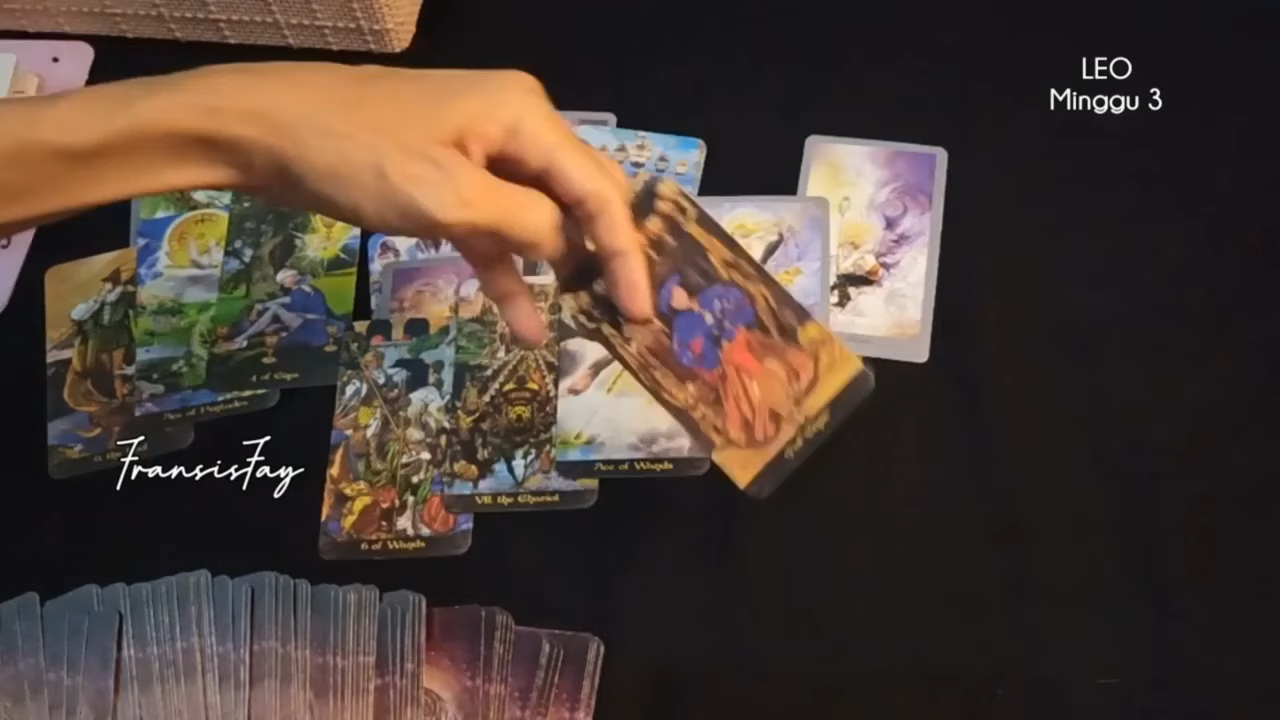 LEO
Minggu 3
4 of Cups
Ace of Pentacles
FransisFay
Ace of Wands
VII. the Chariot
6 of Wands